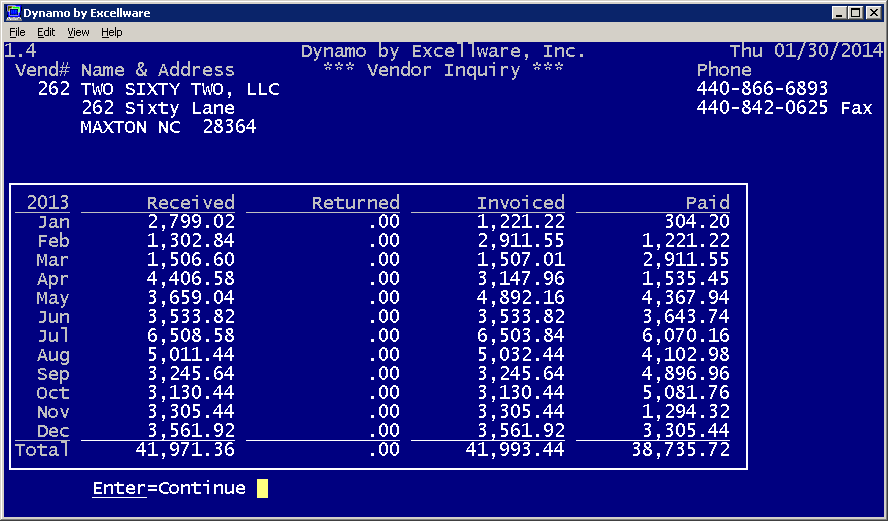 Dynamo by Excellware
File Edit View Help
1.4 Dynamo by Excellware, Inc. Thu 01/30/2014
Vend# Name & Address *** Vendor Inquiry *** Phone
262 TWO SIXTY TWO, LLC 440-866-6893
262 Sixty Lane 440-842-0625 Fax
MAXTON NC 28364
2013 Received Returned Invoiced Paid
Jan 2,799.02 .00 1,221.22 304.20
Feb 1,302.84 .00 2,911.55 1,221.22
Mar 1,506.60 .00 1,507.01 2,911.55
Apr 4,406.58 .00 3,147.96 1,535.45
May 3,659.04 .00 4,892.16 4,367.94
Jun 3,533.82 .00 3,533.82 3,643.74
Jul 6,508.58 .00 6,503.84 6,070.16
Aug 5,011.44 .00 5,032.44 4,102.98
Sep 3,245.64 .00 3,245.64 4,896.96
Oct 3,130.44 .00 3,130.44 5,081.76
Nov 3,305.44 .00 3,305.44 1,294.32
Dec 3,561.92 .00 3,561.92 3,305.44
Total 41,971.36 .00 41,993.44 38,735.72
Enter=Continue